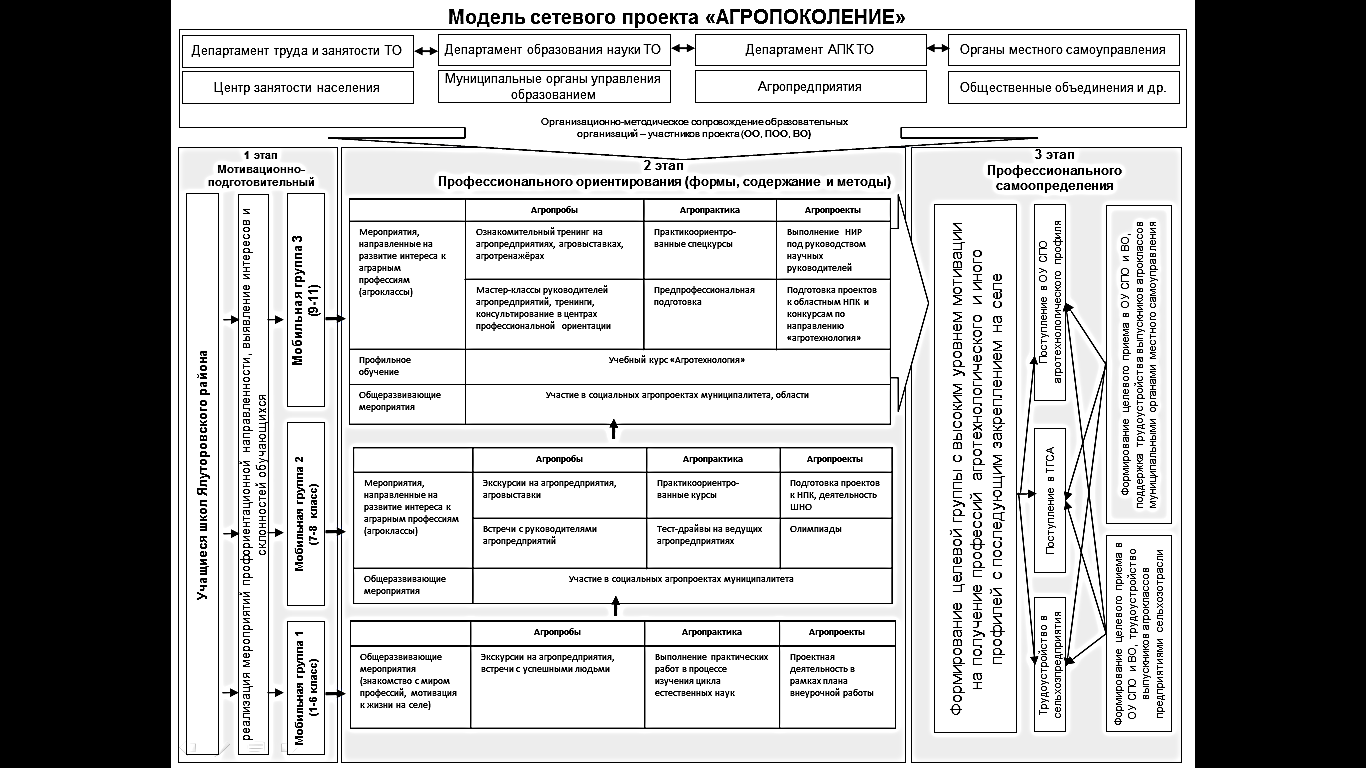 Модель сетевого проекта «АГРОПОКОЛЕНИЕ»
Департамент труда и занятости ТО
Департамент образования науки ТО
Департамент АПК ТО
Органы местного самоуправления
Центр занятости населения
Муниципальные органы управления
образованием
Агропредприятия
Общественные объединения и др.
Организационно-методическое сопровождение образовательных
организаций – участников проекта (ОО, ПОО, ВО)
1 этап
Мотивационно-
подготовительный
Учащиеся школ Ялуторовского района
реализация мероприятий профориентационной направленности, выявление интересов и
склонностей обучающихся
Мобильная группа 3
(9-11)
Мобильная группа 2
(7-8 класс)
Мобильная группа 1
(1-6 класс)
2 этап
Профессионального ориентирования (формы, содержание и методы)
Агропробы
Агропрактика
Агропроекты
Мероприятия,
направленные на
развитие интереса к
аграрным
профессиям
(агроклассы)
Ознакомительный тренинг на
агропредприятиях, агровыставках,
агротренажёрах
Практикоориентро-
ванные спецкурсы
Выполнение НИР
под руководством
научных
руководителей
Мастер-классы руководителей
агропредприятий, тренинги,
консультирование в центрах
профессиональной ориентации
Предпрофессиональная
подготовка
Подготовка проектов
к областным НПК и
конкурсам по
направлению
«агротехнология»
Профильное
обучение
Учебный курс «Агротехнология»
Общеразвивающие
мероприятия
Участие в социальных агропроектах муниципалитета, области
Агропробы
Агропрактика
Агропроекты
Мероприятия,
направленные на
развитие интереса к
аграрным профессиям
(агроклассы)
Экскурсии на агропредприятия,
агровыставки
Практикоориентро-
ванные курсы
Подготовка проектов
к НПК, деятельность
ШНО
Встречи с руководителями
агропредприятий
Тест-драйвы на ведущих
агропредприятиях
Олимпиады
Общеразвивающие
мероприятия
Участие в социальных агропроектах муниципалитета
Агропробы
Агропрактика
Агропроекты
Общеразвивающие
мероприятия
(знакомство с миром
профессий, мотивация
к жизни на селе)
Экскурсии на агропредприятия,
встречи с успешными людьми
Выполнение практических
работ в процессе
изучения цикла
естественных наук
Проектная
деятельность в
рамках плана
внеурочной работы
3 этап
Профессионального
самоопределения
Формирование целевой группы с высоким уровнем мотивации
на получение профессий агротехнологического и иного
профилей с последующим закреплением на селе
Поступление в ОУ СПО
агротехнологического профиля
Поступление в ТГСА
Трудоустройство в
сельхозпредприятия
Формирование целевого приема в ОУ СПО и ВО,
поддержка трудоустройства выпускников агроклассов
муниципальными органами местного самоуправления
Формирование целевого приема в
ОУ СПО и ВО, трудоустройство
выпускников агроклассов
предприятиями сельхозотрасли